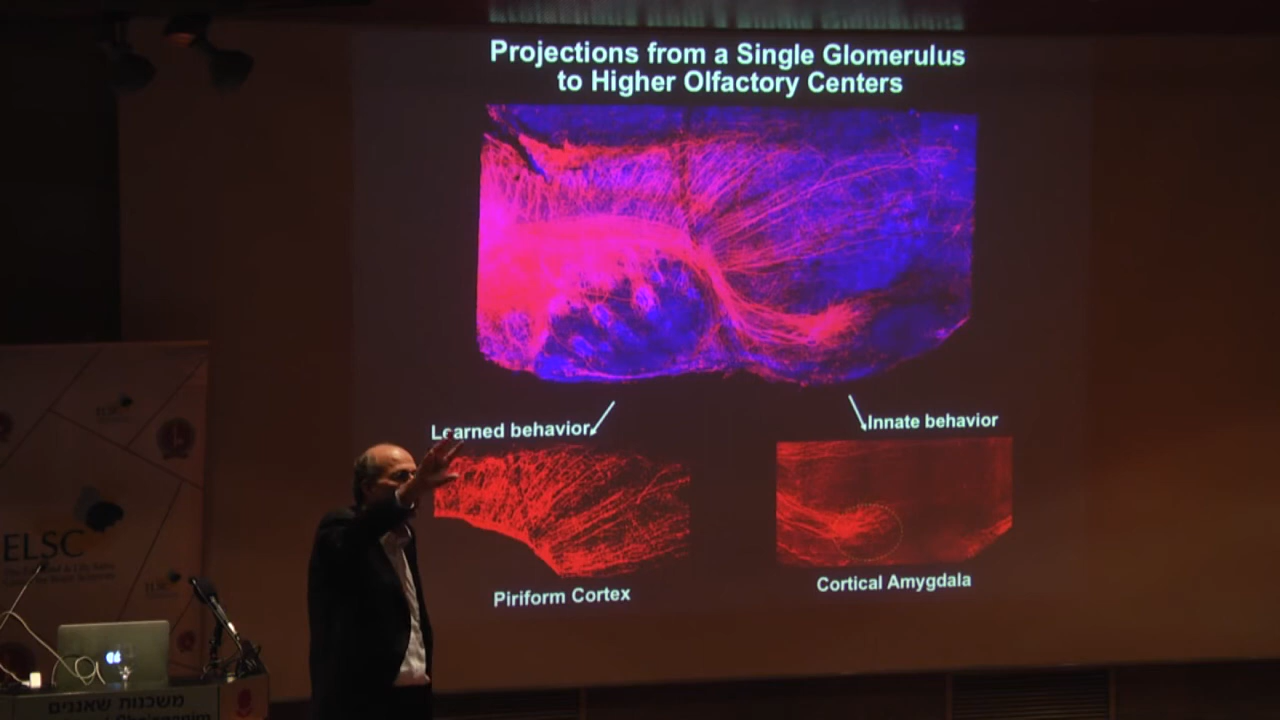 Projections from a Single Glomerulus
to Higher Olfactory Centers
Learned behavior
Innate behavior
Piriform Cortex
Cortical Amygdala
ELSC
משכנות שאננים